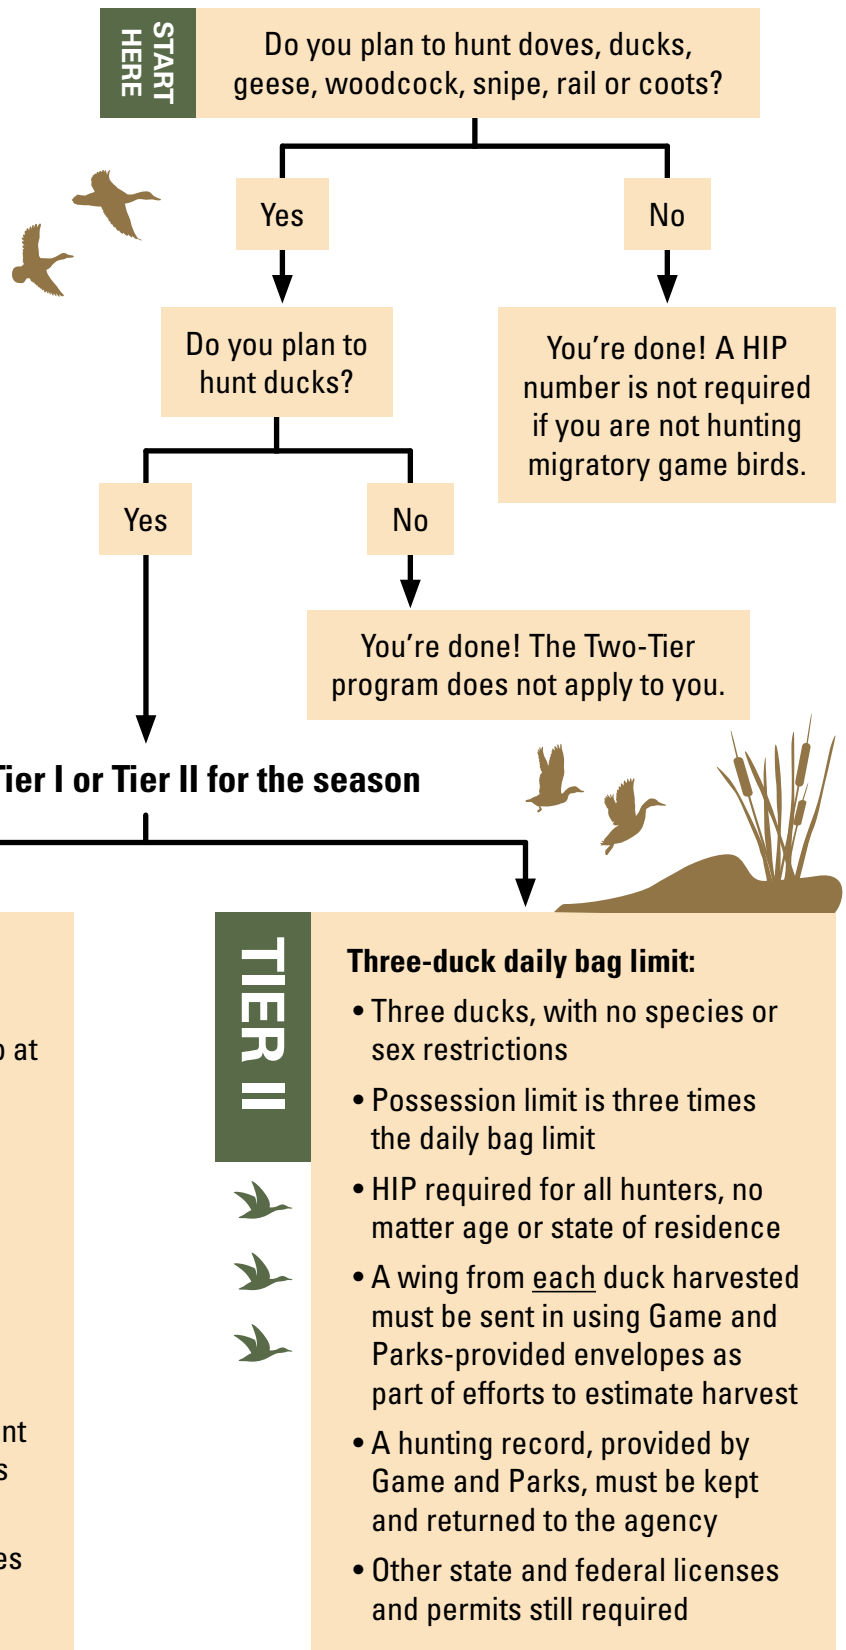 START
HERE
Do you plan to hunt doves, ducks,
geese, woodcock, snipe, rail or coots?
Yes
No
Do you plan to
hunt ducks?
You're done! A HIP
number is not required
if you are not hunting
migratory game birds.
Yes
No
You're done! The Two-Tier
program does not apply to you.
Tier I or Tier II for the season
at
TIER II
Three-duck daily bag limit:
• Three ducks, with no species or
sex restrictions
• Possession limit is three times
the daily bag limit
• HIP required for all hunters, no
matter age or state of residence
• A wing from each duck harvested
must be sent in using Game and
Parks-provided envelopes as
part of efforts to estimate harvest
• A hunting record, provided by
Game and Parks, must be kept
and returned to the agency
• Other state and federal licenses
and permits still required